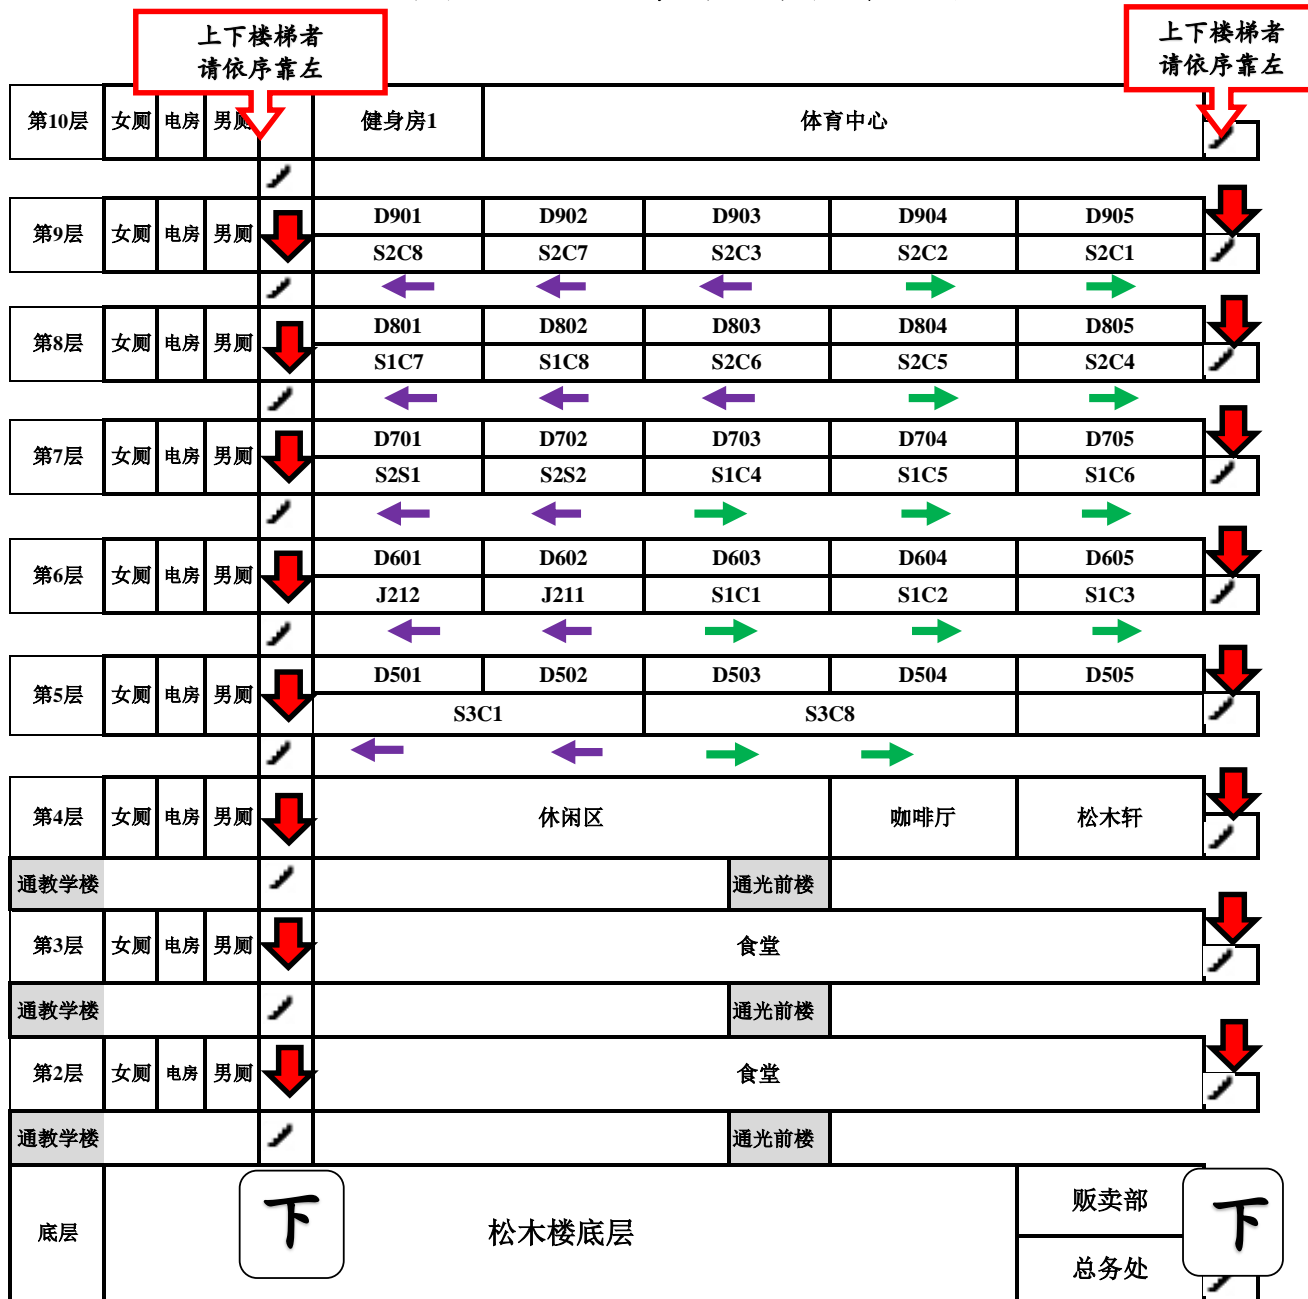 上下楼梯者
请依序靠左
上下楼梯者
请依序靠左
第10层 女厕 电房 男厕 健身房1 体育中心
第9层 女厕 电房 男厕 D901 D902 D903 D904 D905
S2C8 S2C7 S2C3 S2C2 S2C1
第8层 女厕 电房 男厕 D801 D802 D803 D804 D805
S1C7 S1C8 S2C6 S2C5 S2C4
第7层 女厕 电房 男厕 D701 D702 D703 D704 D705
S2S1 S2S2 S1C4 S1C5 S1C6
第6层 女厕 电房 男厕 D601 D602 D603 D604 D605
J212 J211 S1C1 S1C2 S1C3
第5层 女厕 电房 男厕 D501 D502 D503 D504 D505
S3C1 S3C8
第4层 女厕 电房 男厕 休闲区 咖啡厅 松木轩
通教学楼 通光前楼
第3层 女厕 电房 男厕 食堂
通教学楼 通光前楼
第2层 女厕 电房 男厕 食堂
通教学楼 通光前楼
底层 下 松木楼底层 贩卖部 下
总务处